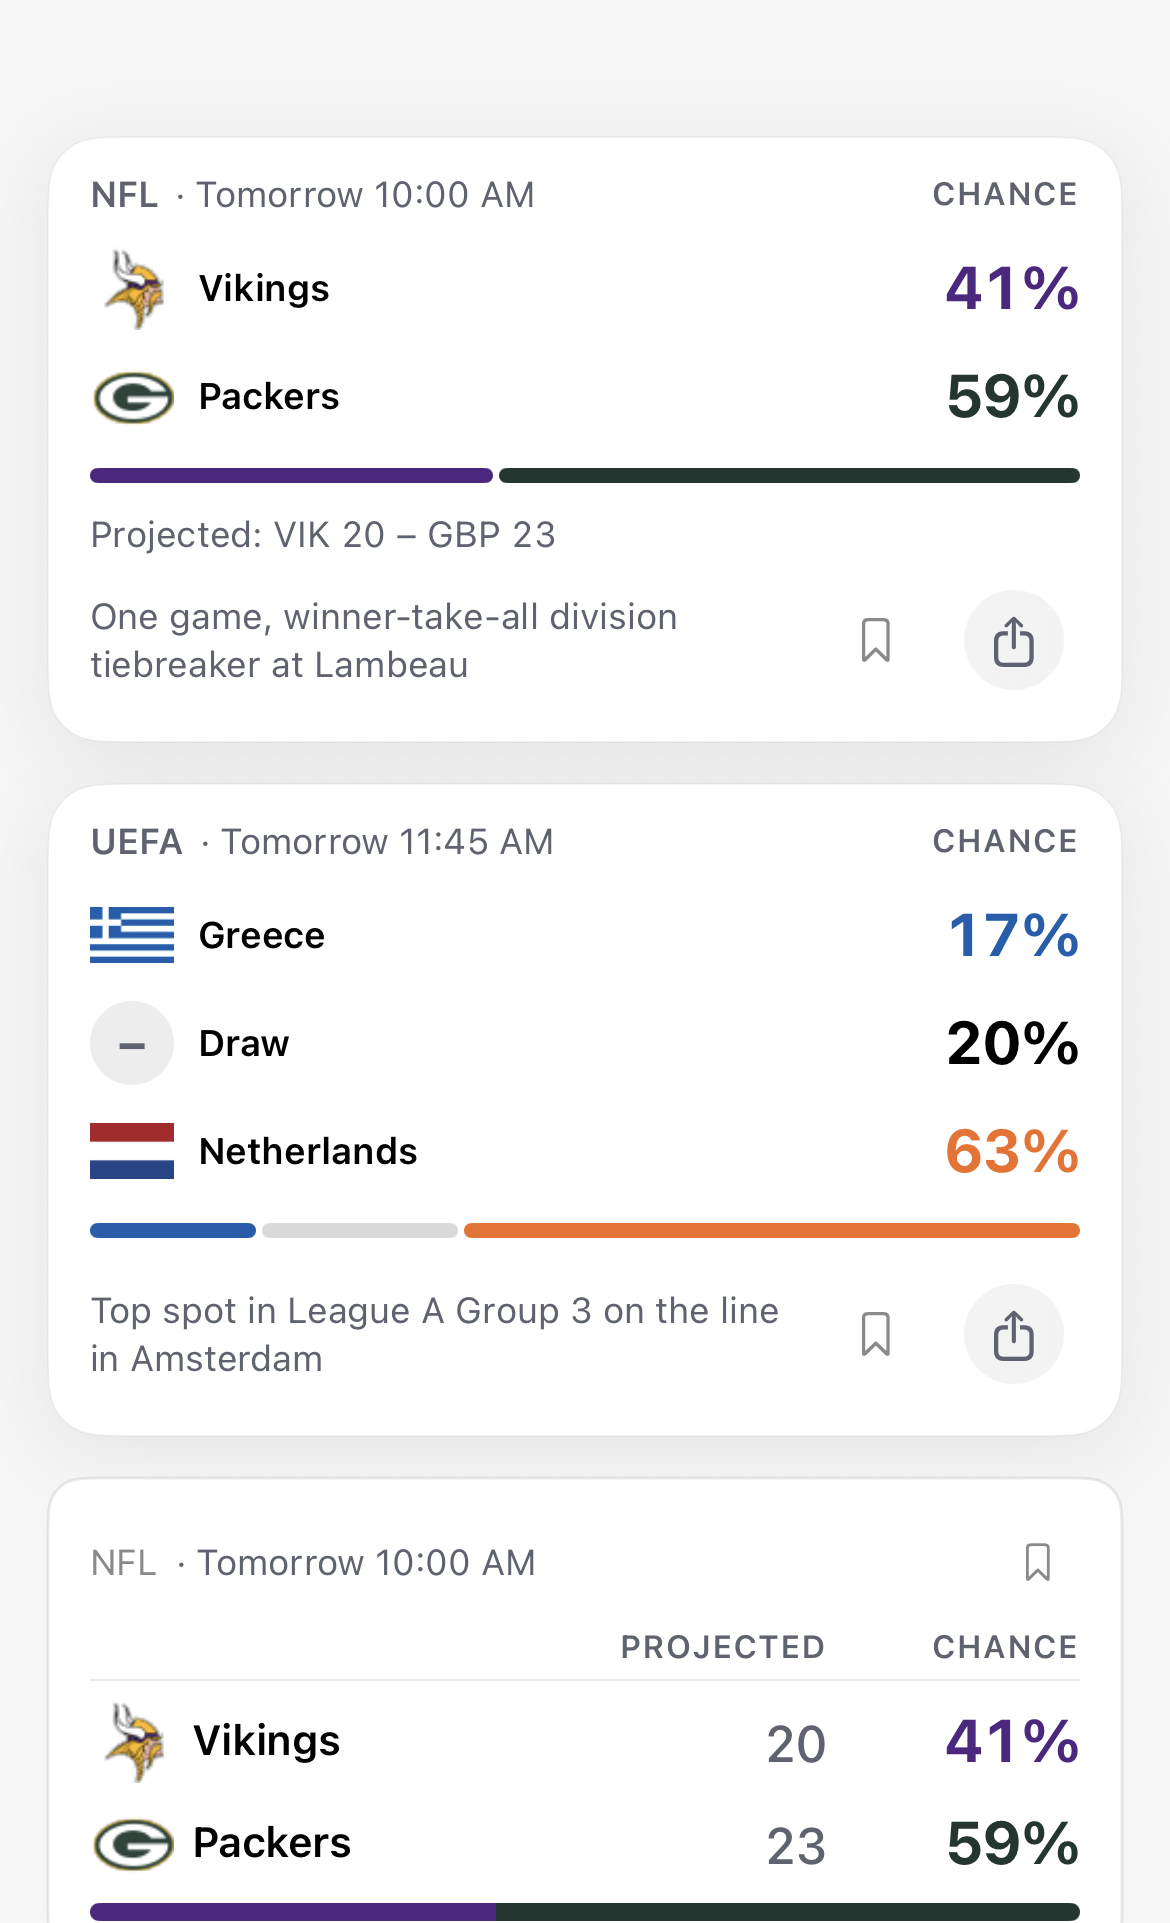 NFL · Tomorrow 10:00 AM CHANCE
Vikings 41%
Packers 59%
Projected: VIK 20 – GBP 23
One game, winner-take-all division
tiebreaker at Lambeau
UEFA · Tomorrow 11:45 AM CHANCE
Greece 17%
– Draw 20%
Netherlands 63%
Top spot in League A Group 3 on the line
in Amsterdam
NFL · Tomorrow 10:00 AM
PROJECTED CHANCE
Vikings 20 41%
Packers 23 59%